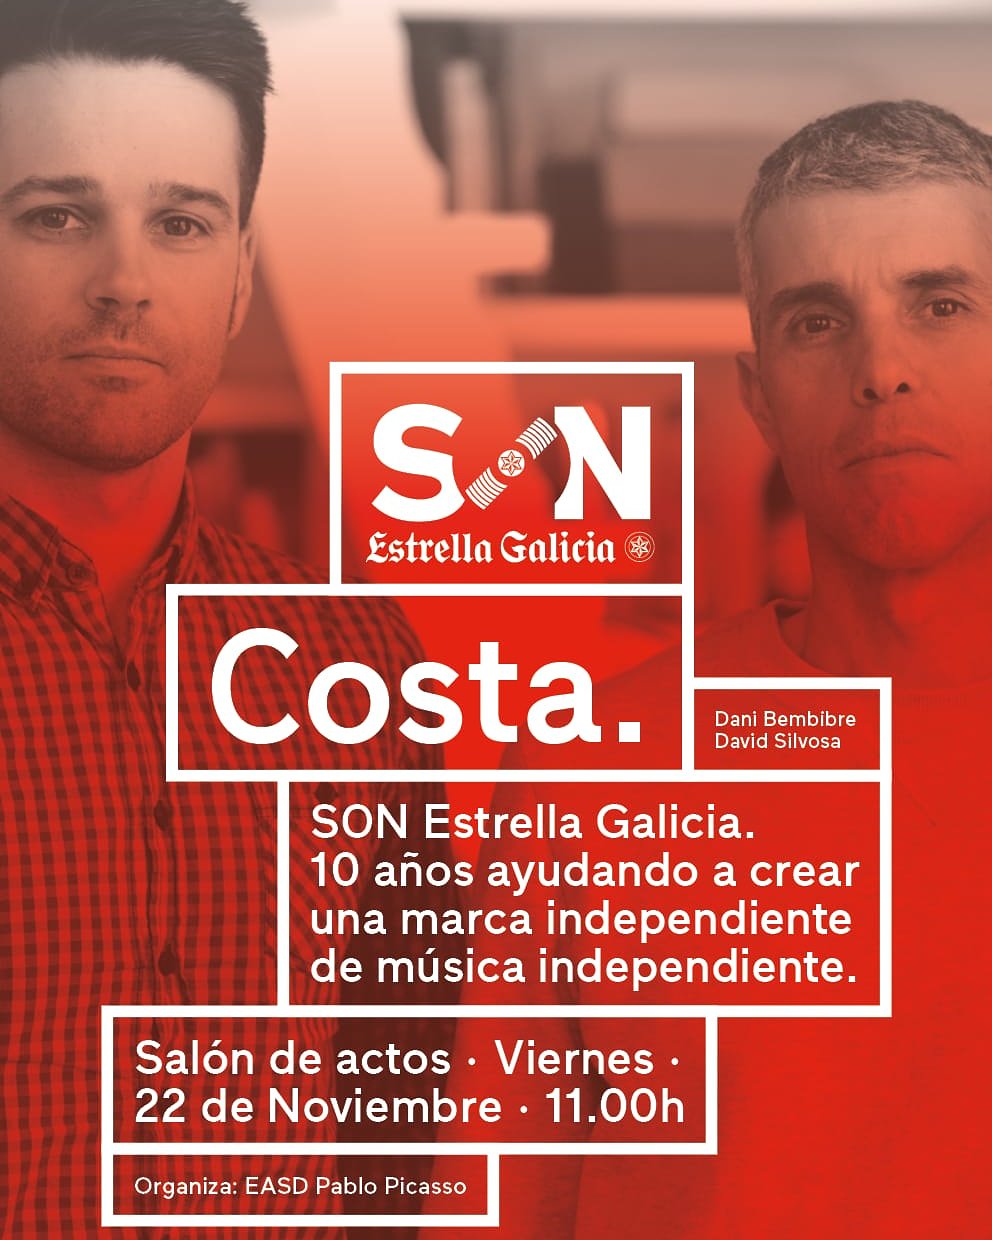 SON
Estrella Galicia
Costa.
Dani Bembibre
David Silvosa
SON Estrella Galicia.
10 años ayudando a crear
una marca independiente
de música independiente.
Salón de actos · Viernes ·
22 de Noviembre · 11.00h
Organiza: EASD Pablo Picasso